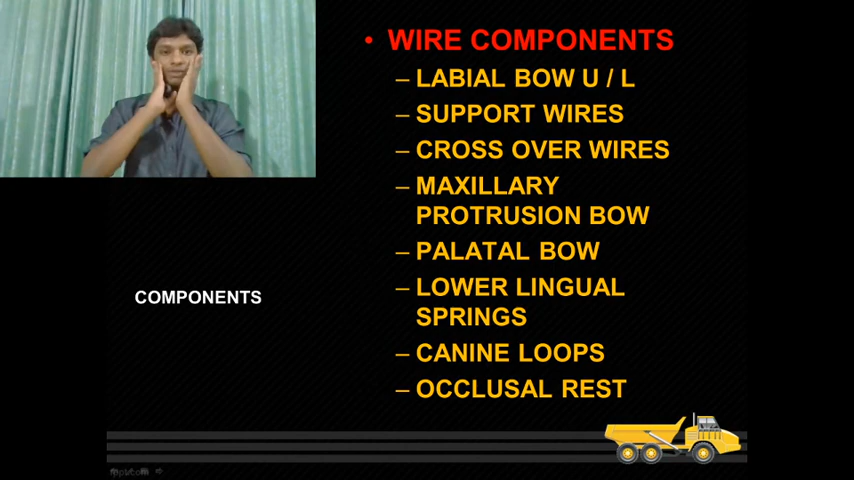 • WIRE COMPONENTS
– LABIAL BOW U / L
– SUPPORT WIRES
– CROSS OVER WIRES
– MAXILLARY
PROTRUSION BOW
– PALATAL BOW
– LOWER LINGUAL
SPRINGS
– CANINE LOOPS
– OCCLUSAL REST
COMPONENTS